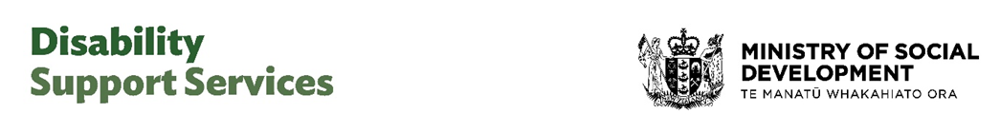 Disability
Support Services
MINISTRY OF SOCIAL
DEVELOPMENT
TE MANATŪ WHAKAHIATO ORA